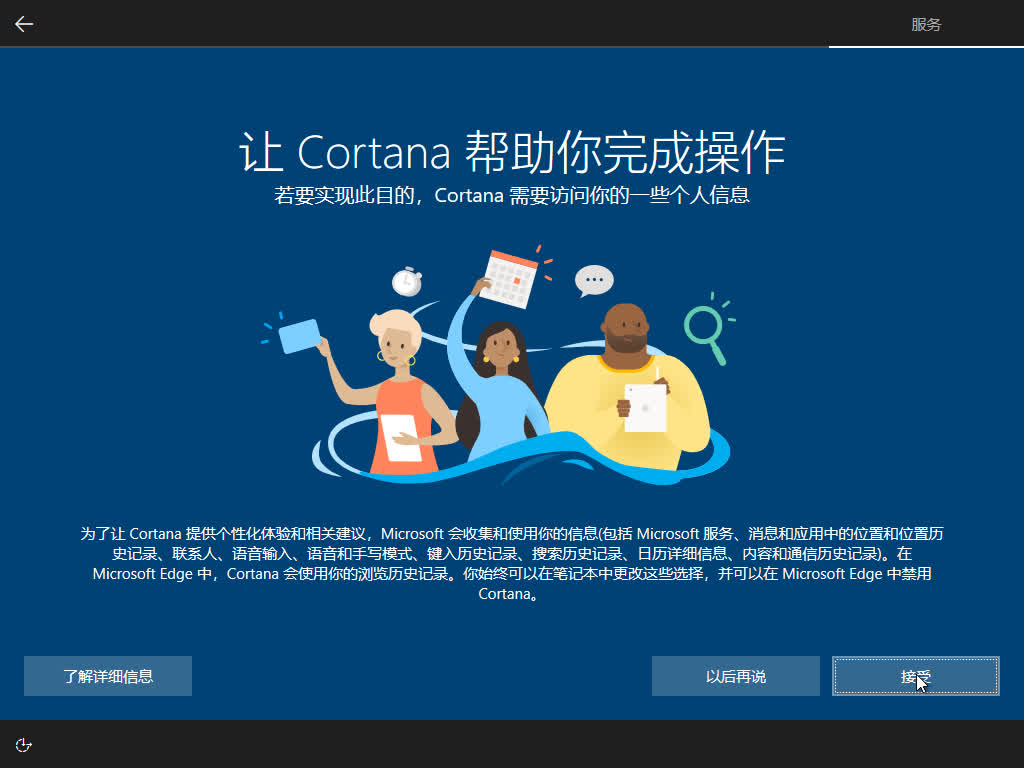 服务
让 Cortana 帮助你完成操作
若要实现此目的，Cortana 需要访问你的一些个人信息
为了让 Cortana 提供个性化体验和相关建议，Microsoft 会收集和使用你的信息(包括 Microsoft 服务、消息和应用中的位置和位置历
史记录、联系人、语音输入、语音和手写模式、键入历史记录、搜索历史记录、日历详细信息、内容和通信历史记录)。在
Microsoft Edge 中，Cortana 会使用你的浏览历史记录。你始终可以在笔记本中更改这些选择，并可以在 Microsoft Edge 中禁用
Cortana。
了解详细信息
以后再说
接受